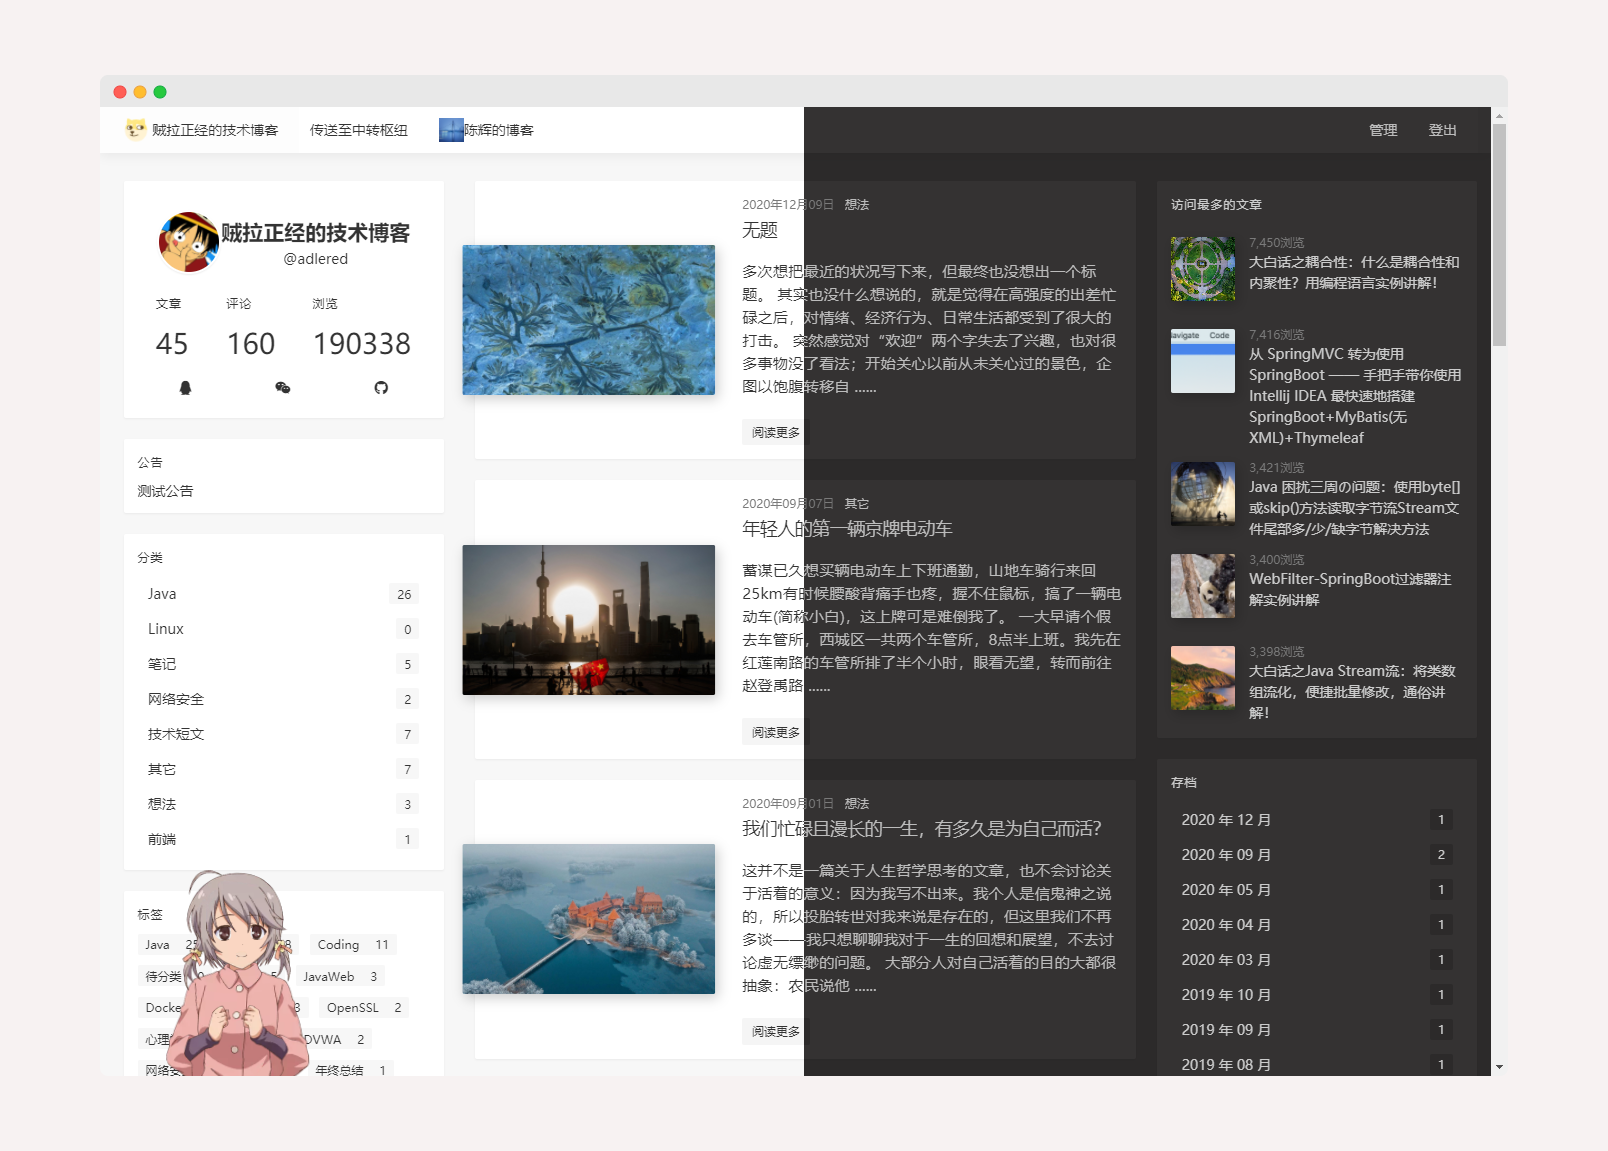 贼拉正经的技术博客 传送至中转枢纽 陈辉的博客 管理 登出
贼拉正经的技术博客
@adlered
文章 评论 浏览
45 160 190338
公告
测试公告
分类
Java 26
Linux 0
笔记 5
网络安全 2
技术短文 7
其它 7
想法 3
前端 1
标签
Java 25 8 Coding 11
待分类 0 5 JavaWeb 3
Docke 3 OpenSSL 2
心理 DVWA 2
网络安 年终总结 1
2020年12月09日 想法
无题
多次想把最近的状况写下来，但最终也没想出一个标
题。 其实也没什么想说的，就是觉得在高强度的出差忙
碌之后，对情绪、经济行为、日常生活都受到了很大的
打击。 突然感觉对“欢迎”两个字失去了兴趣，也对很
多事物没了看法；开始关心以前从未关心过的景色，企
图以饱腹转移自 ......
阅读更多
2020年09月07日 其它
年轻人的第一辆京牌电动车
蓄谋已久想买辆电动车上下班通勤，山地车骑行来回
25km有时候腰酸背痛手也疼，握不住鼠标，搞了一辆电
动车(简称小白)，这上牌可是难倒我了。 一大早请个假
去车管所，西城区一共两个车管所，8点半上班。我先在
红莲南路的车管所排了半个小时，眼看无望，转而前往
赵登禹路 ......
阅读更多
2020年09月01日 想法
我们忙碌且漫长的一生，有多久是为自己而活？
这并不是一篇关于人生哲学思考的文章，也不会讨论关
于活着的意义：因为我写不出来。我个人是信鬼神之说
的，所以投胎转世对我来说是存在的，但这里我们不再
多谈——我只想聊聊我对于一生的回想和展望，不去讨
论虚无缥缈的问题。 大部分人对自己活着的目的大都很
抽象：农民说他 ......
阅读更多
访问最多的文章
7,450浏览
大白话之耦合性：什么是耦合性和
内聚性？用编程语言实例讲解！
Navigate Code
7,416浏览
从 SpringMVC 转为使用
SpringBoot —— 手把手带你使用
Intellij IDEA 最快速地搭建
SpringBoot+MyBatis(无
XML)+Thymeleaf
3,421浏览
Java 困扰三周の问题：使用byte[]
或skip()方法读取字节流Stream文
件尾部多/少/缺字节解决方法
3,400浏览
WebFilter-SpringBoot过滤器注
解实例讲解
3,398浏览
大白话之Java Stream流：将类数
组流化，便捷批量修改，通俗讲
解！
存档
2020 年 12 月 1
2020 年 09 月 2
2020 年 05 月 1
2020 年 04 月 1
2020 年 03 月 1
2019 年 10 月 1
2019 年 09 月 1
2019 年 08 月 1